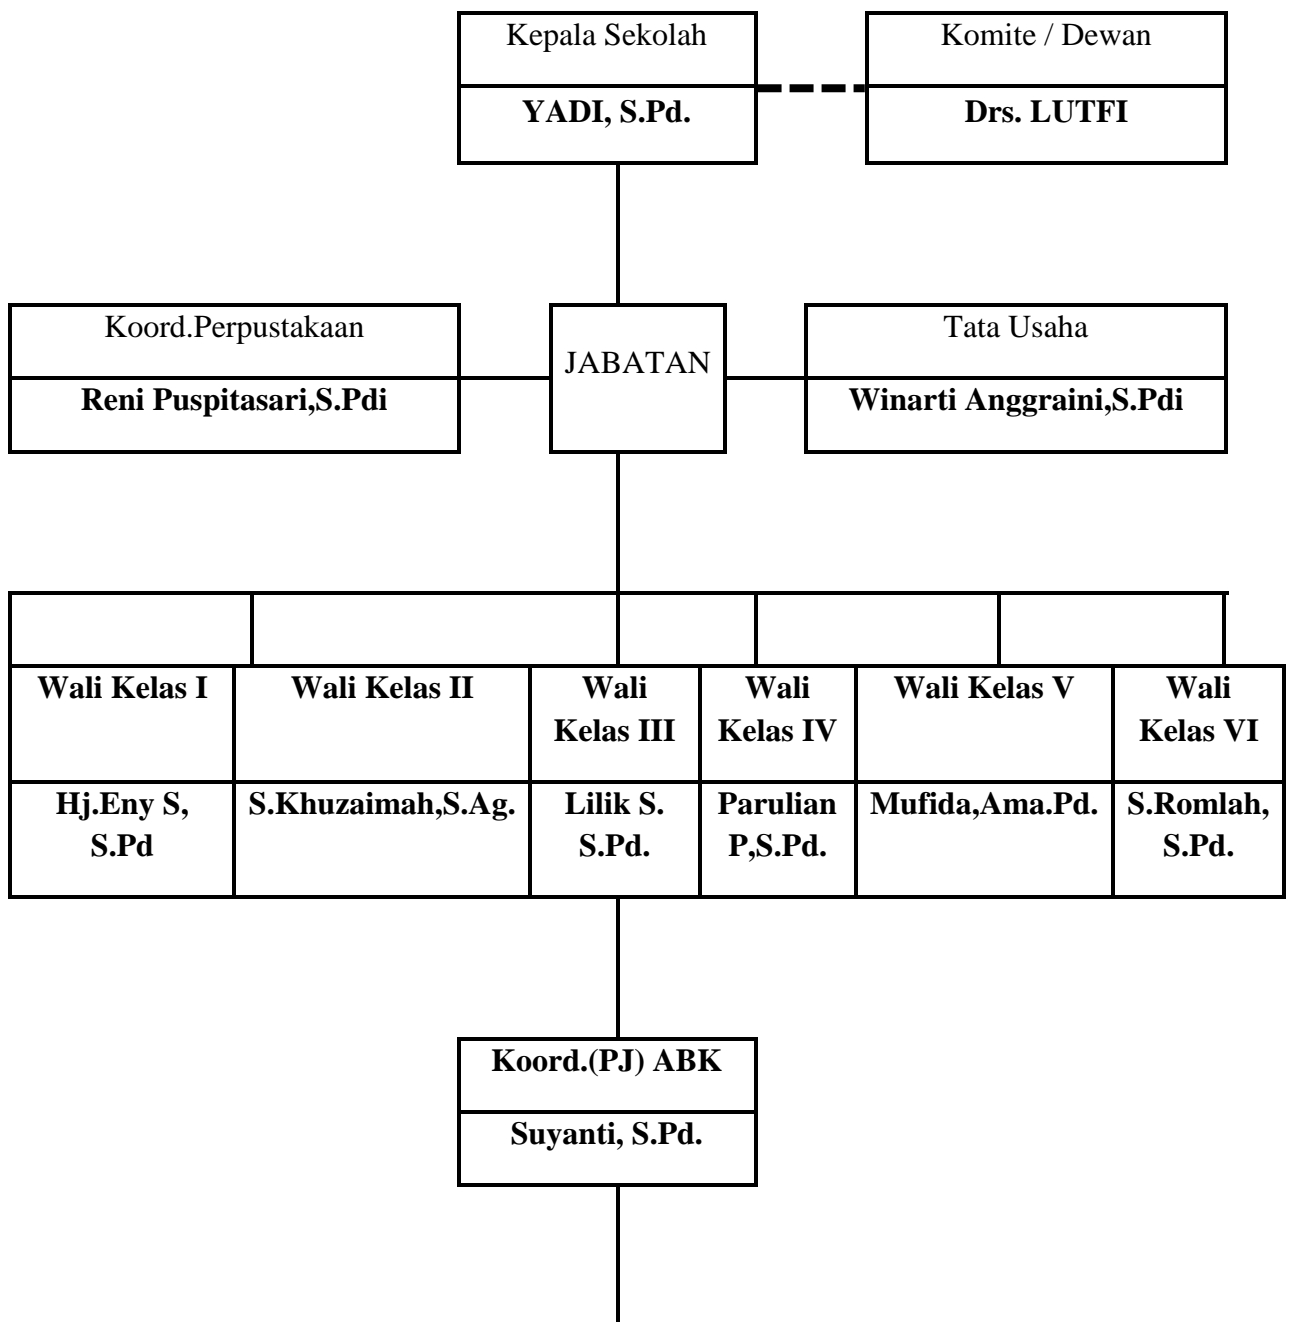 Kepala Sekolah
YADI, S.Pd.
Komite / Dewan
Drs. LUTFI
Koord.Perpustakaan
Reni Puspitasari,S.Pdi
JABATAN
Tata Usaha
Winarti Anggraini,S.Pdi
Wali Kelas I
Wali Kelas II
Wali
Kelas III
Wali
Kelas IV
Wali Kelas V
Wali
Kelas VI
Hj.Eny S,
S.Pd
S.Khuzaimah,S.Ag.
Lilik S.
S.Pd.
Parulian
P,S.Pd.
Mufida,Ama.Pd.
S.Romlah,
S.Pd.
Koord.(PJ) ABK
Suyanti, S.Pd.